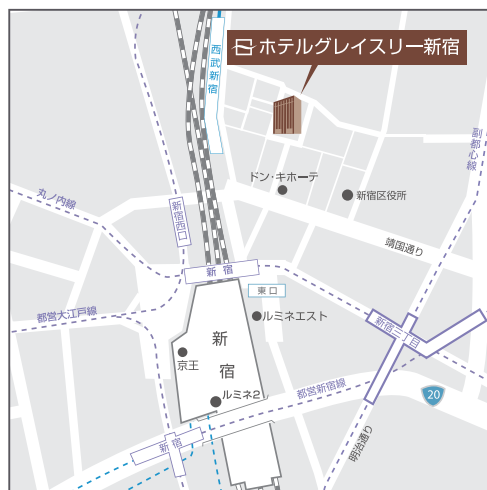 ホテルグレイスリー新宿
西武新宿
副都心線
ドン・キホーテ
新宿区役所
丸ノ内線
新宿西口
靖国通り
新宿
東口
都営大江戸線
ルミネエスト
新宿三丁目
新宿
京王
ルミネ2
都営新宿線
20
新宿
明治通り